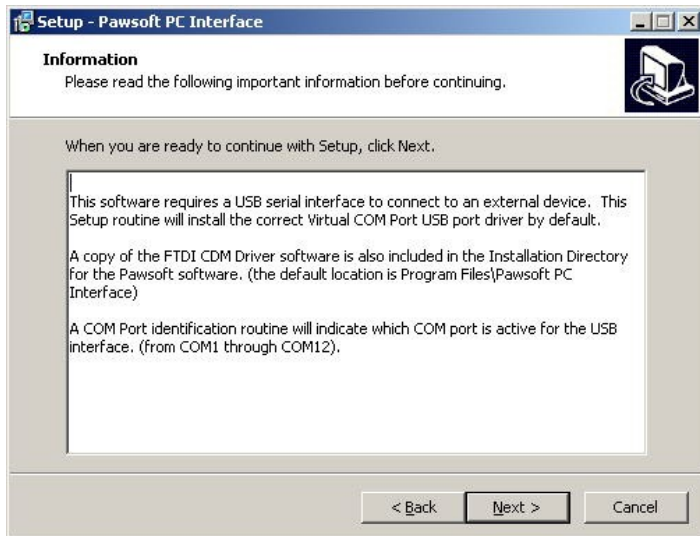 Setup - Pawsoft PC Interface
Information
Please read the following important information before continuing.
When you are ready to continue with Setup, click Next.
This software requires a USB serial interface to connect to an external device.  This
Setup routine will install the correct Virtual COM Port USB port driver by default.
A copy of the FTDI CDM Driver software is also included in the Installation Directory
for the Pawsoft software. (the default location is Program Files\Pawsoft PC
Interface)
A COM Port identification routine will indicate which COM port is active for the USB
interface. (from COM1 through COM12).
< Back
Next >
Cancel